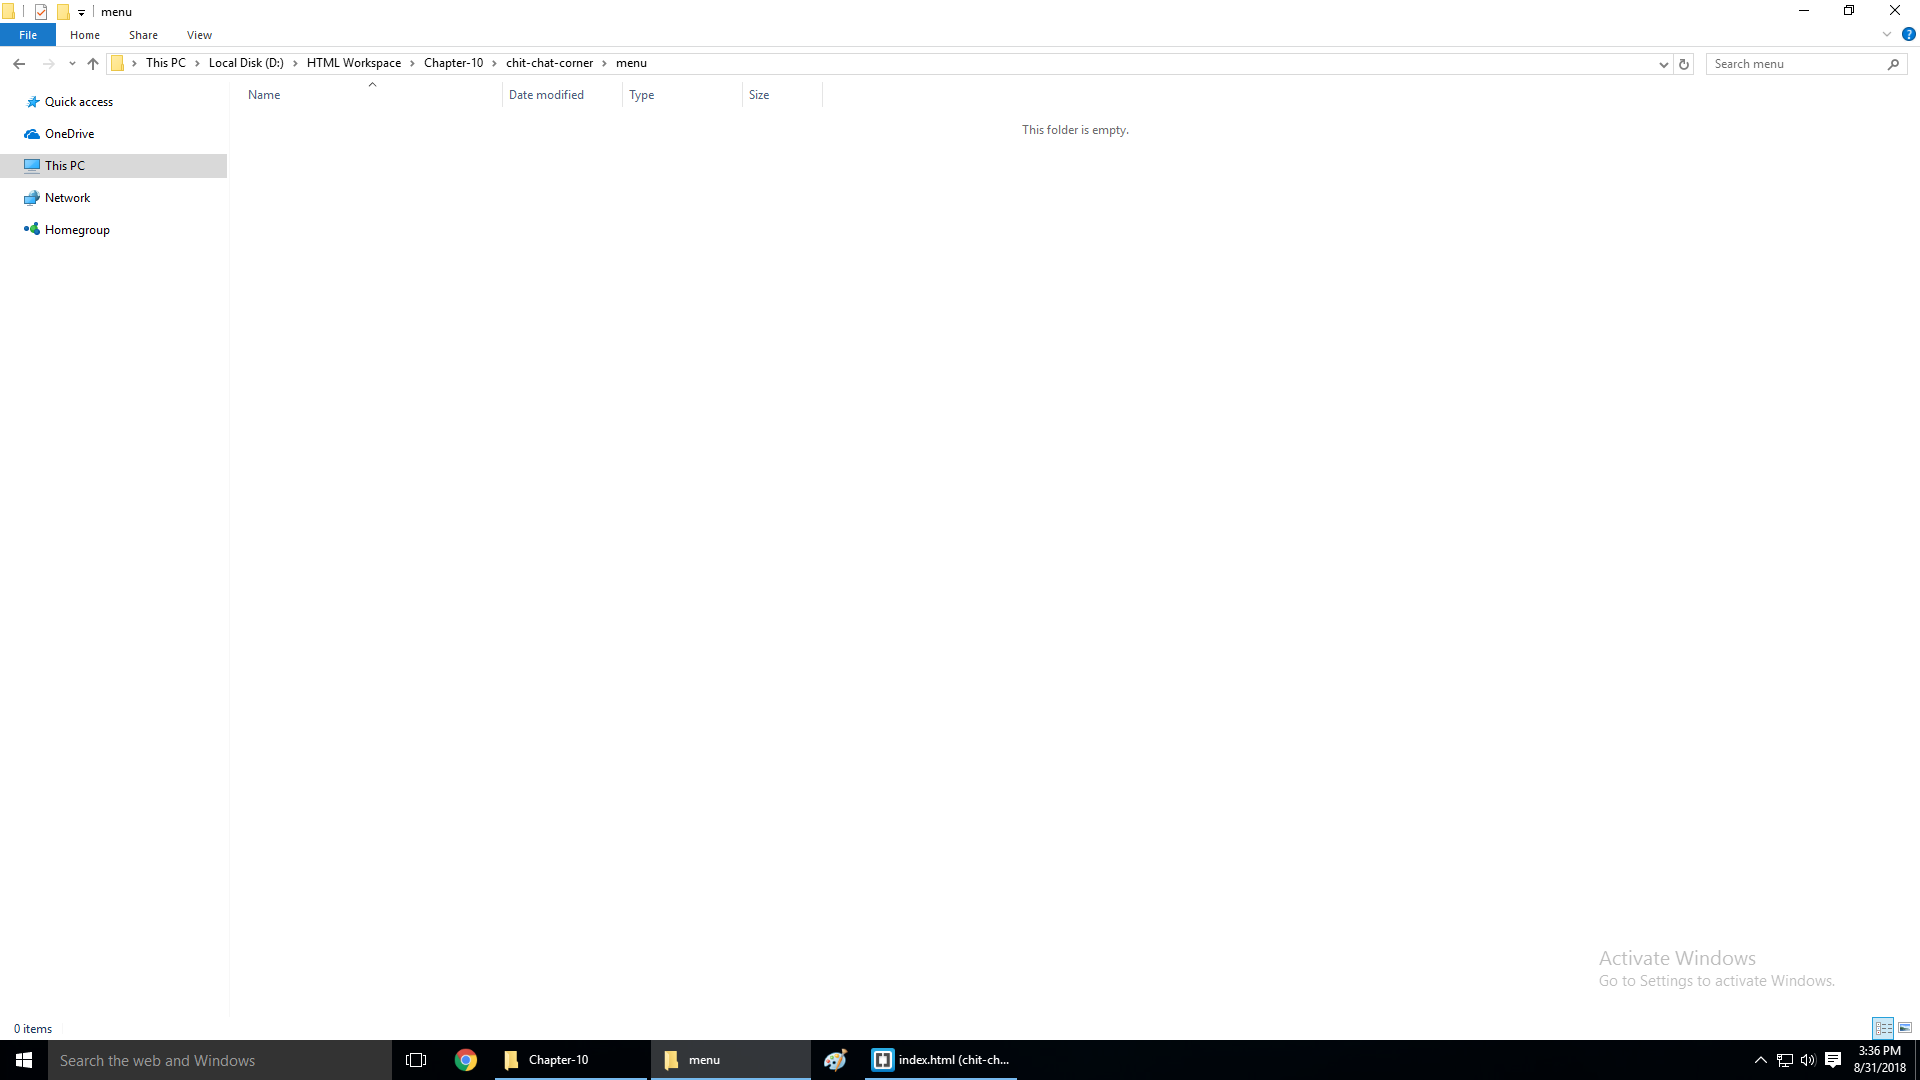 menu
File Home Share View
This PC Local Disk (D:) HTML Workspace Chapter-10 chit-chat-corner menu
Search menu
Name Date modified Type Size
Quick access
This folder is empty.
OneDrive
This PC
Network
Homegroup
Activate Windows
Go to Settings to activate Windows.
0 items
Search the web and Windows
Chapter-10
menu
index.html (chit-ch...
3:36 PM
8/31/2018